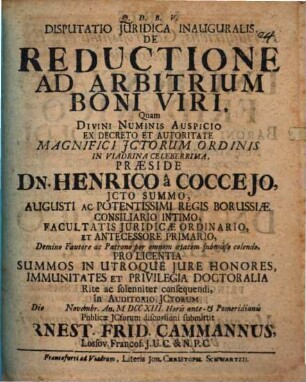 Q. D. B. V.
DISPUTATIO JURIDICA INAUGURALIS
DE
REDUCTIONE
AD ARBITRIUM
BONI VIRI,
Quam
DIVINI NUMINIS AUSPICIO
EX DECRETO ET AUTORITATE
MAGNIFICI JCTORUM ORDINIS
IN VIADRINA CELEBERRIMA,
PRÆSIDE
DN. HENRICO â COCCEJO,
JCTO SUMMO,
AUGUSTI AC POTENTISSIMI REGIS BORUSSIÆ
CONSILIARIO INTIMO,
FACULTATIS JURIDICÆ ORDINARIO,
ET ANTECESSORE PRIMARIO,
Domino Fautore ac Patrono per omnem ætatem submisse colendo,
PRO LICENTIA
SUMMOS IN UTROQUE JURE HONORES,
IMMUNITATES ET PRIVILEGIA DOCTORALIA
Rite ac solenniter consequendi,
In AUDITORIO JCTORUM
Die Novembr. An. M DCC XIII. Horis ante- & Pomeridianis
Publicæ JCtorum discussioni submittit
RNEST. FRID. CAMMANNUS,
Lossov. Francof. J. U. C. & N. P. C.
Francofurti ad Viadrum, Literis Joh. CHRISTOPH. SCHWARTZII.